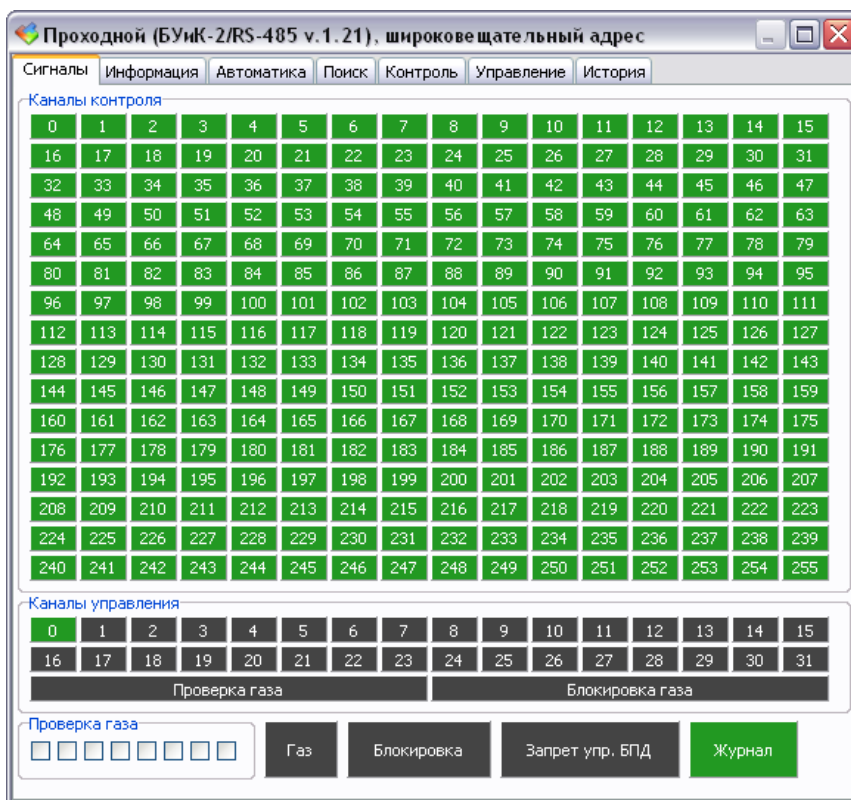 Проходной (БУиК-2/RS-485 v.1.21), широковещательный адрес
Сигналы Информация Автоматика Поиск Контроль Управление История
Каналы контроля
0 1 2 3 4 5 6 7 8 9 10 11 12 13 14 15
16 17 18 19 20 21 22 23 24 25 26 27 28 29 30 31
32 33 34 35 36 37 38 39 40 41 42 43 44 45 46 47
48 49 50 51 52 53 54 55 56 57 58 59 60 61 62 63
64 65 66 67 68 69 70 71 72 73 74 75 76 77 78 79
80 81 82 83 84 85 86 87 88 89 90 91 92 93 94 95
96 97 98 99 100 101 102 103 104 105 106 107 108 109 110 111
112 113 114 115 116 117 118 119 120 121 122 123 124 125 126 127
128 129 130 131 132 133 134 135 136 137 138 139 140 141 142 143
144 145 146 147 148 149 150 151 152 153 154 155 156 157 158 159
160 161 162 163 164 165 166 167 168 169 170 171 172 173 174 175
176 177 178 179 180 181 182 183 184 185 186 187 188 189 190 191
192 193 194 195 196 197 198 199 200 201 202 203 204 205 206 207
208 209 210 211 212 213 214 215 216 217 218 219 220 221 222 223
224 225 226 227 228 229 230 231 232 233 234 235 236 237 238 239
240 241 242 243 244 245 246 247 248 249 250 251 252 253 254 255
Каналы управления
0 1 2 3 4 5 6 7 8 9 10 11 12 13 14 15
16 17 18 19 20 21 22 23 24 25 26 27 28 29 30 31
Проверка газа Блокировка газа
Проверка газа
Газ Блокировка Запрет упр. БПД Журнал